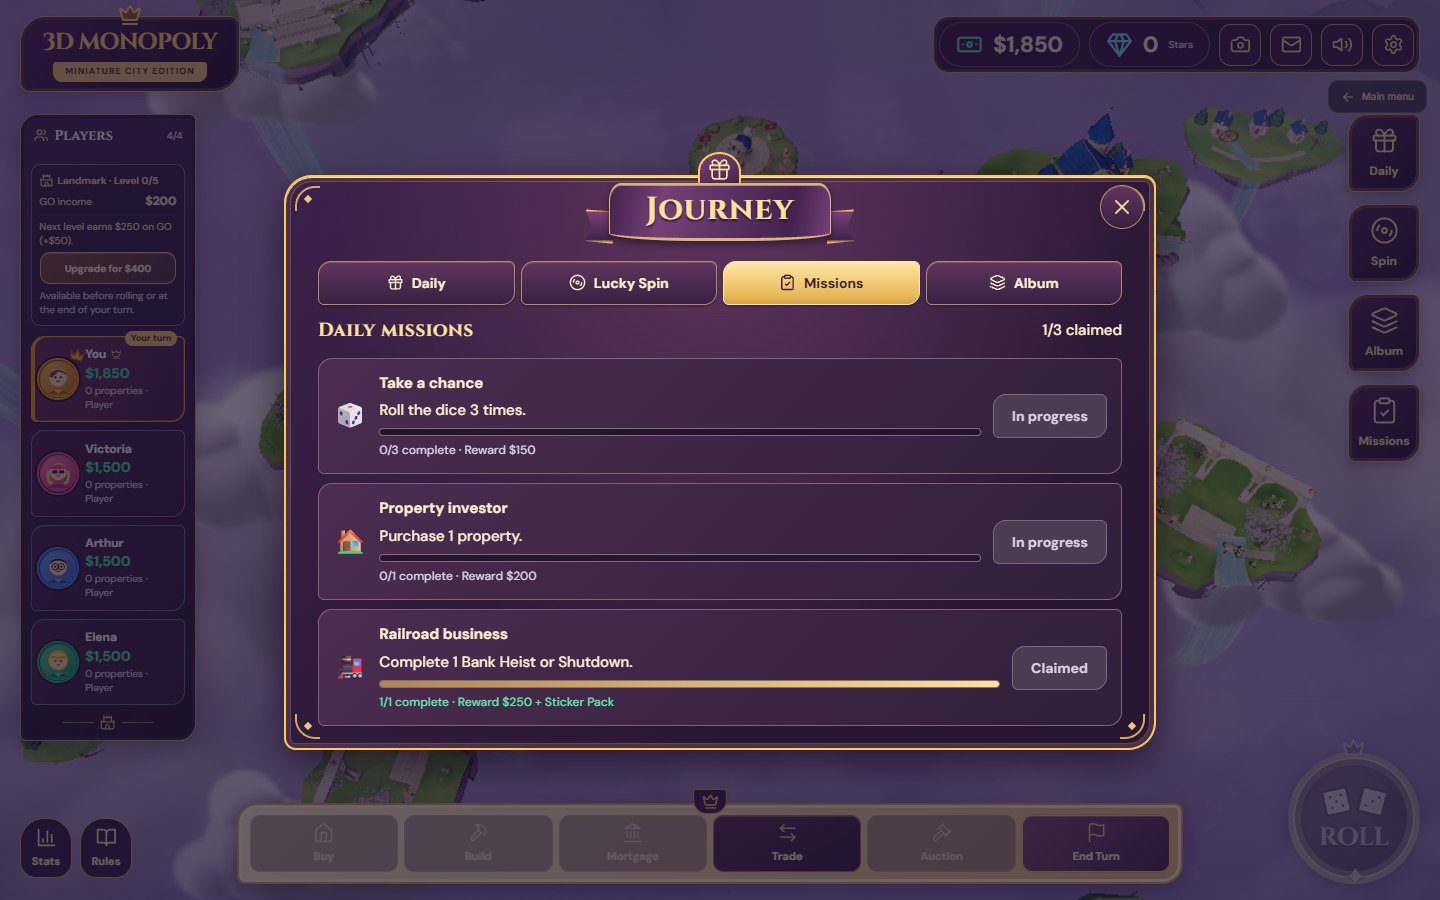 3D MONOPOLY
MINIATURE CITY EDITION
$1,850
0 Stars
Main menu
PLAYERS 4/4
Landmark · Level 0/5
GO income $200
Next level earns $250 on GO
(+$50).
Upgrade for $400
Available before rolling or at
the end of your turn.
Your turn
You
$1,850
0 properties ·
Player
Victoria
$1,500
0 properties ·
Player
Arthur
$1,500
0 properties ·
Player
Elena
$1,500
0 properties ·
Player
JOURNEY
Daily
Lucky Spin
Missions
Album
DAILY MISSIONS
1/3 claimed
Take a chance
Roll the dice 3 times.
0/3 complete · Reward $150
In progress
Property investor
Purchase 1 property.
0/1 complete · Reward $200
In progress
Railroad business
Complete 1 Bank Heist or Shutdown.
1/1 complete · Reward $250 + Sticker Pack
Claimed
Daily
Spin
Album
Missions
Stats
Rules
Buy
Build
Mortgage
Trade
Auction
End Turn
ROLL